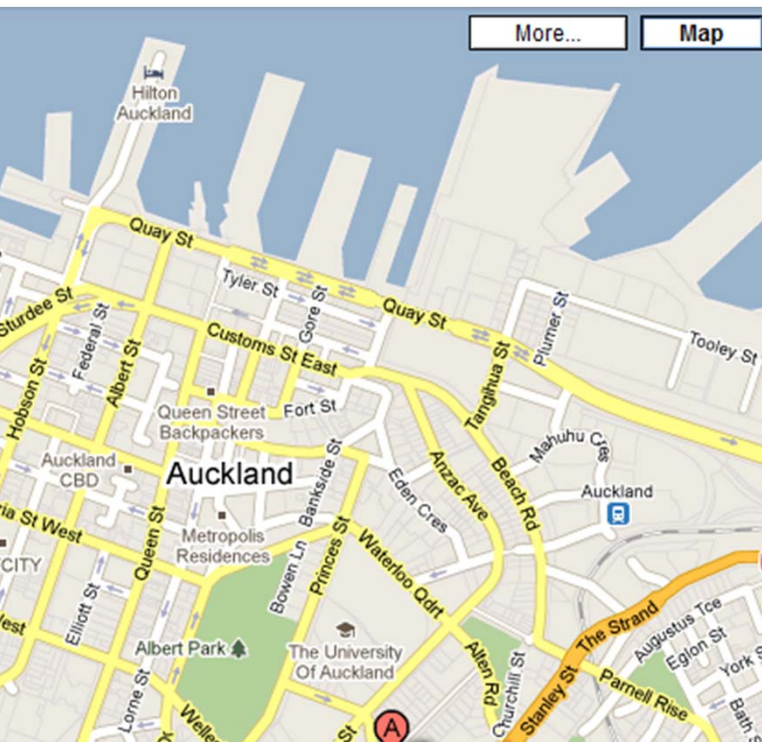 More...
Map
Hilton
Auckland
Quay St
Tyler St
Gore St
Quay St
Plumer St
Tooley St
Sturdee St
Federal St
Albert St
Customs St East
Tangihua St
Hobson St
Queen Street
Backpackers
Fort St
Mahuhu Cres
Auckland
CBD
Auckland
Bankside St
Eden Cres
Anzac Ave
Beach Rd
Auckland
ia St West
Queen St
Metropolis
Residences
CITY
Bowen Ln
Princes St
Waterloo Qdrt
Elliott St
Albert Park
The University
Of Auckland
The Strand
Augustus Tce
Eglon St
York S
West
Lorne St
Welle
St
A
Alten Rd
Churchill St
Stanley St
Parnell Rise
Bath S